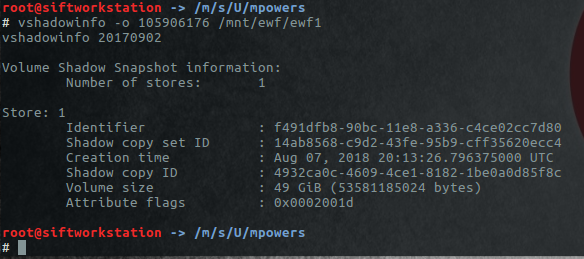 root@siftworkstation -> /m/s/U/mpowers
# vshadowinfo -o 105906176 /mnt/ewf/ewf1
vshadowinfo 20170902

Volume Shadow Snapshot information:
        Number of stores:       1

Store: 1
        Identifier              : f491dfb8-90bc-11e8-a336-c4ce02cc7d80
        Shadow copy set ID      : 14ab8568-c9d2-43fe-95b9-cff35620ecc4
        Creation time           : Aug 07, 2018 20:13:26.796375000 UTC
        Shadow copy ID          : 4932ca0c-4609-4ce1-8182-1be0a0d85f8c
        Volume size             : 49 GiB (53581185024 bytes)
        Attribute flags         : 0x0002001d

root@siftworkstation -> /m/s/U/mpowers
#